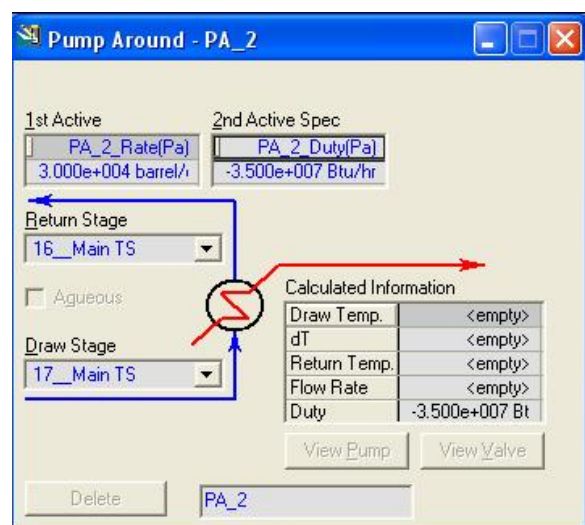 Pump Around - PA_2
1st Active
2nd Active Spec
PA_2_Rate(Pa)
PA_2_Duty(Pa)
3.000e+004 barrel/
-3.500e+007 Btu/hr
Return Stage
16__Main TS
Aqueous
Calculated Information
Draw Temp. <empty>
dT <empty>
Return Temp. <empty>
Flow Rate <empty>
Duty -3.500e+007 Bt
Draw Stage
17__Main TS
View Pump
View Valve
Delete
PA_2